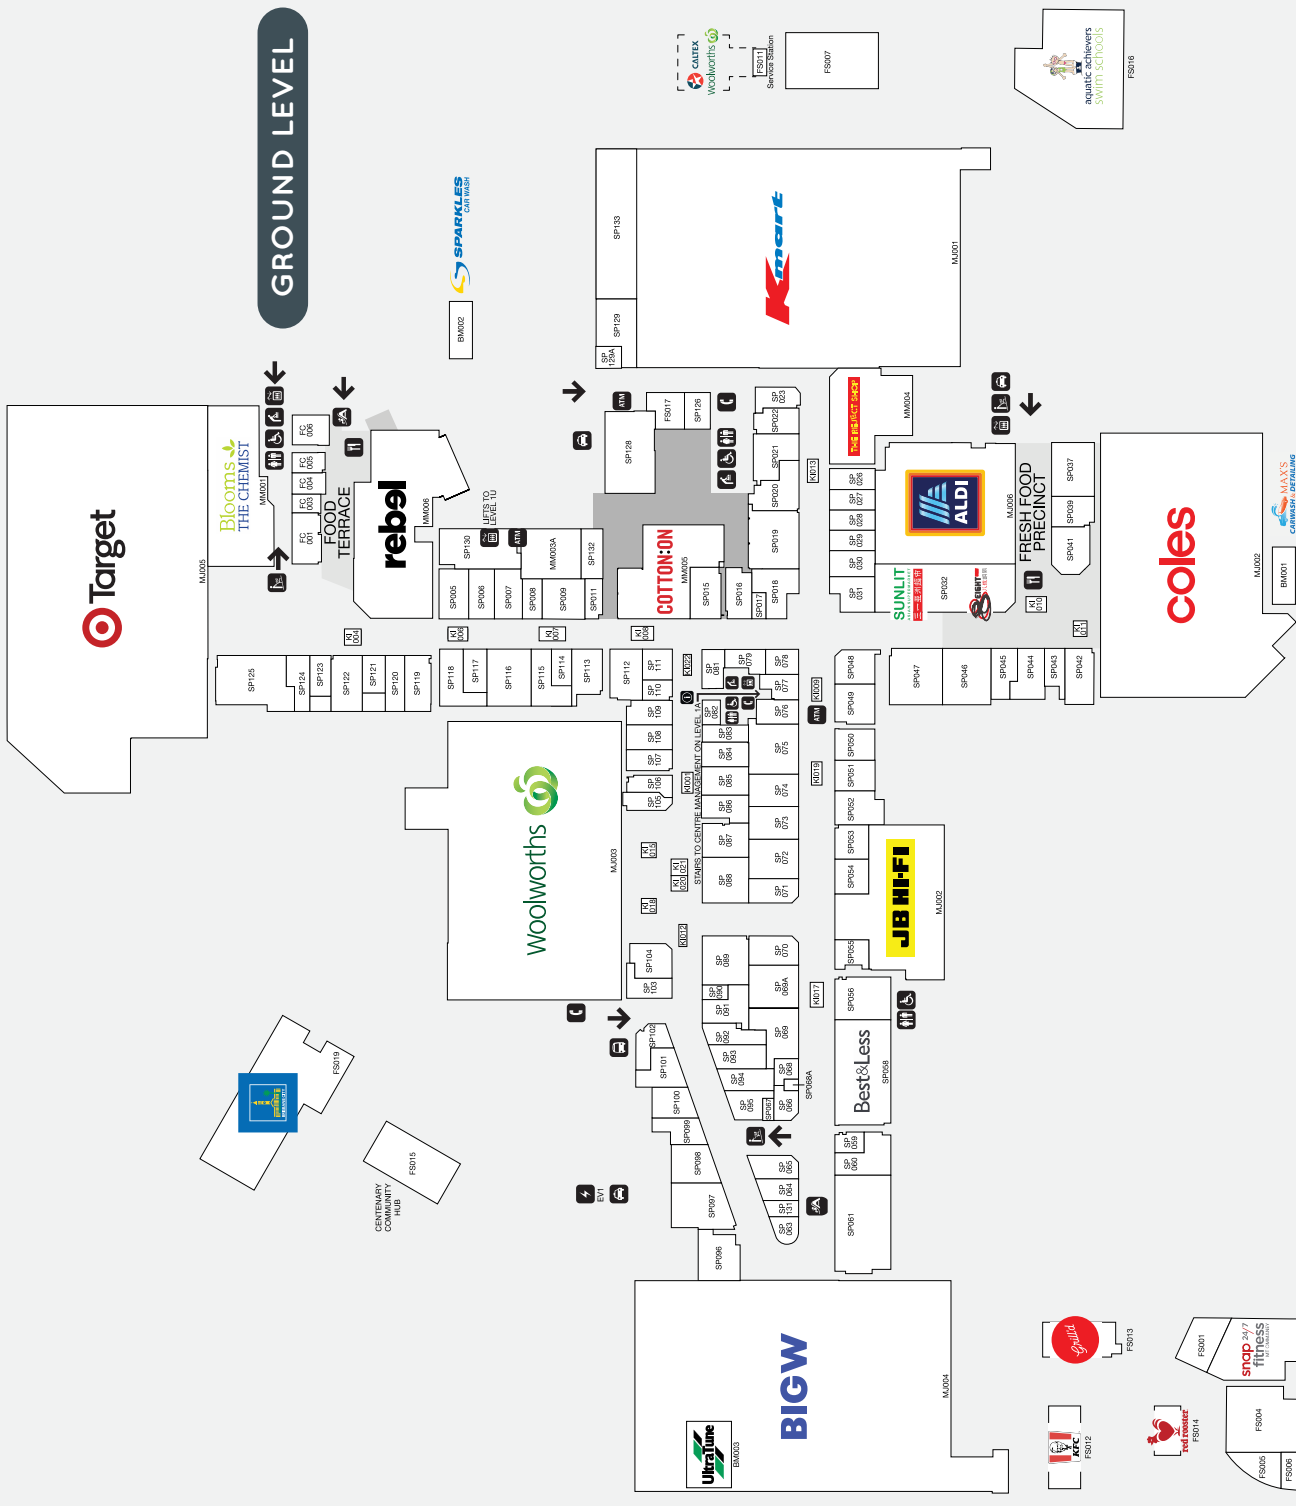 GROUND LEVEL
CALTEX
Woolworths
FS011
Service Station
FS007
aquatic achievers
swim schools
FS016
SPARKLES
CAR WASH
BM002
SP133
SP129
SP
129A
Kmart
MJ001
Target
MJ005
Blooms
THE CHEMIST
MM001
FC
006
FC
005
FC
004
FC
003
FC
001
FOOD
TERRACE
rebel
MM006
LIFTS TO
LEVEL 1U
ATM
SP130
MM003A
SP132
SP005
SP006
SP007
SP008
SP009
SP011
ATM
FS017
SP126
SP128
COTTON:ON
MM005
SP015
SP016
SP017
SP018
SP019
SP020
SP021
SP022
SP
023
KI013
THE REJECT SHOP
MM004
SP
026
SP
027
SP
028
SP
029
SP
030
SP
031
ALDI
MJ006
SUNLIT
SP032
EIGHT
FRESH FOOD
PRECINCT
SP037
SP039
SP041
KI
010
KI
011
coles
MJ002
MAX'S
CARWASH & DETAILING
BM001
KI
004
KI
006
KI
007
KI
008
SP125
SP124
SP123
SP122
SP121
SP120
SP119
SP118
SP117
SP116
SP115
SP114
SP113
SP112
SP
111
SP
110
SP
109
SP
108
SP
107
SP
106
SP
105
KI022
KI001
STAIRS TO CENTRE MANAGEMENT ON LEVEL 1A
SP
081
SP
079
SP
078
SP
077
SP
076
SP
082
SP
083
SP
084
SP
085
SP
086
SP
087
SP
088
SP
075
SP
074
SP
073
SP
072
SP
071
KI009
ATM
KI019
SP048
SP049
SP050
SP051
SP052
SP053
SP054
SP055
SP047
SP046
SP045
SP044
SP043
SP042
JB HI-FI
MJ002
Woolworths
MJ003
KI
015
KI
021
KI
020
KI
018
KI012
SP104
SP
103
SP102
SP101
SP100
SP099
SP098
SP097
SP096
SP
089
SP
090
SP
091
SP
092
SP
093
SP
094
SP
095
SP
070
SP
069A
SP
069
SP
068
SP068A
SP067
SP
066
KI017
SP056
Best&Less
SP058
SP
059
SP
060
SP061
SP
065
SP
064
SP
131
SP
063
EV1
FS019
FS015
CENTENARY
COMMUNITY
HUB
BIGW
MJ004
UltraTune
BM003
Grill'd
FS013
KFC
FS012
red rooster
FS014
FS001
snap 24/7
fitness
FS004
FS005
FS006